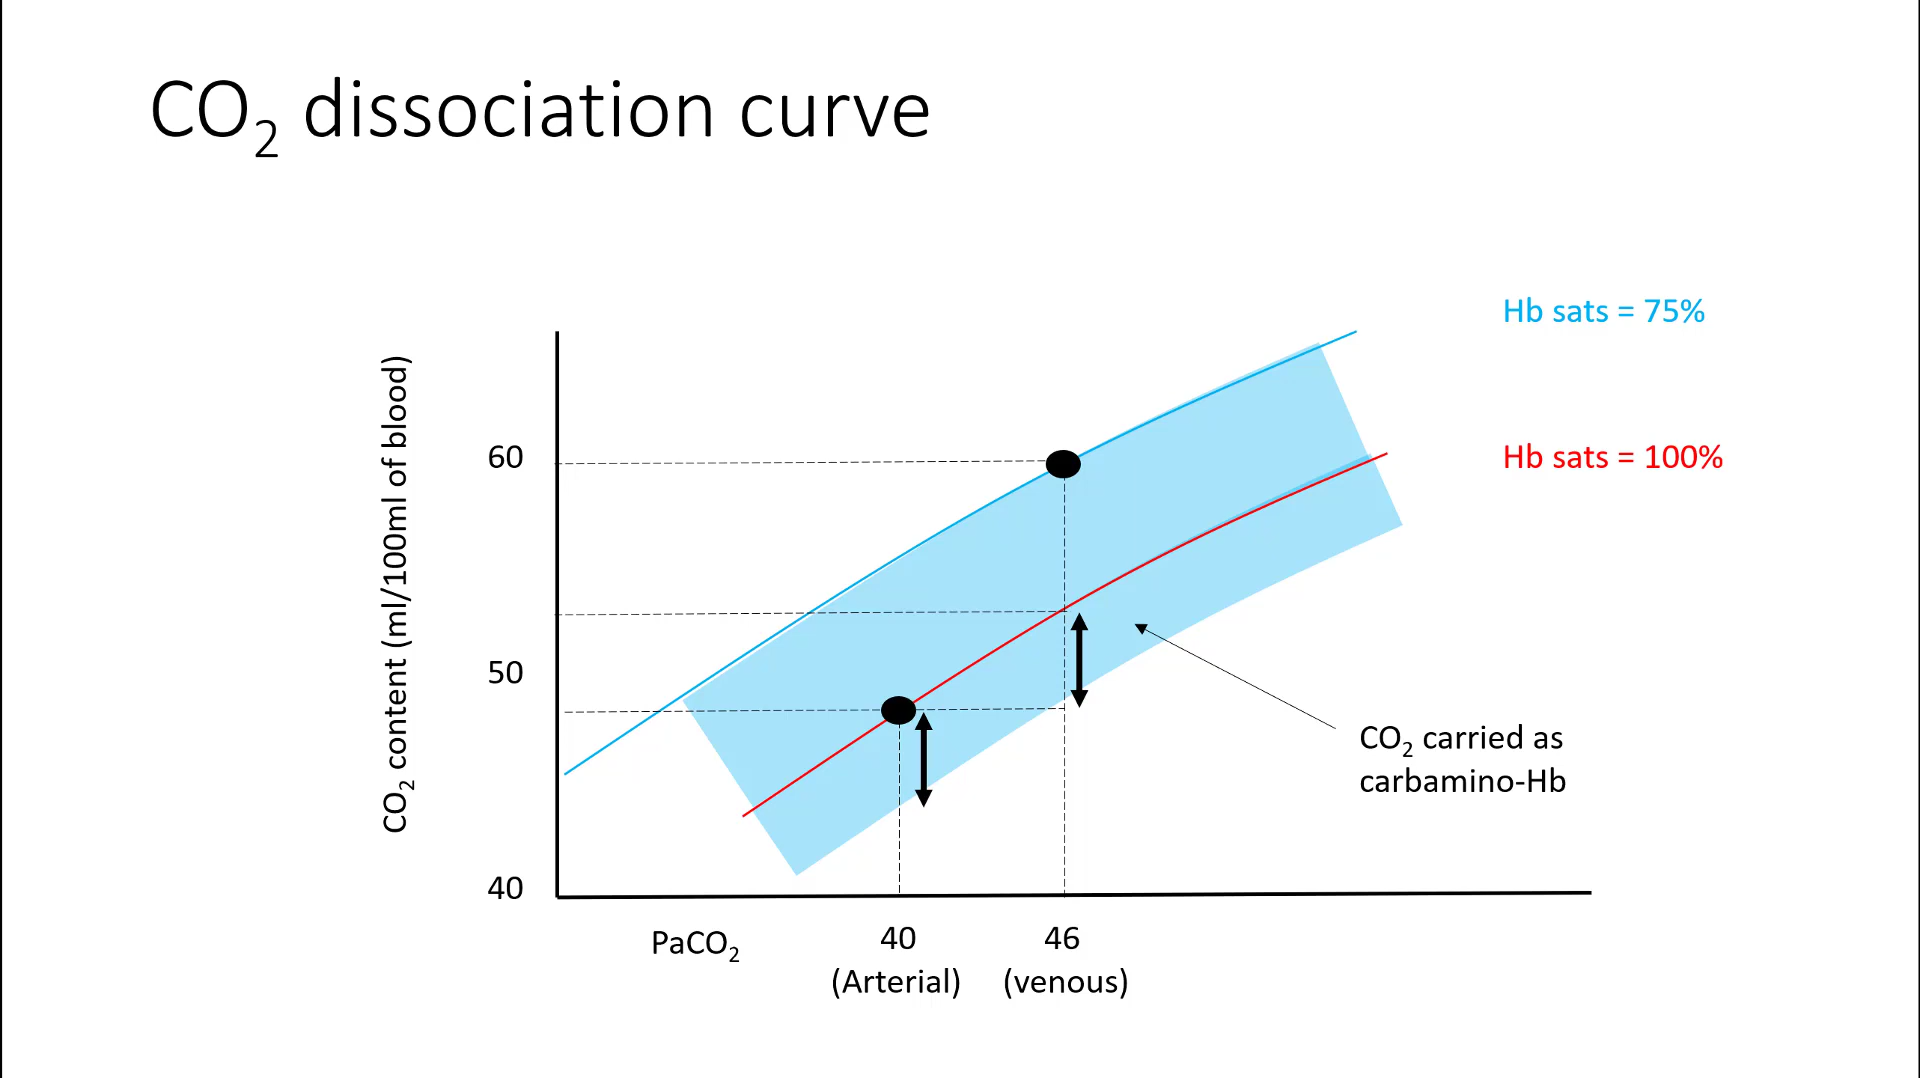 CO₂ dissociation curve
Hb sats = 75%
Hb sats = 100%
CO₂ content (ml/100ml of blood)
60
50
40
CO₂ carried as
carbamino-Hb
PaCO₂
40
(Arterial)
46
(venous)